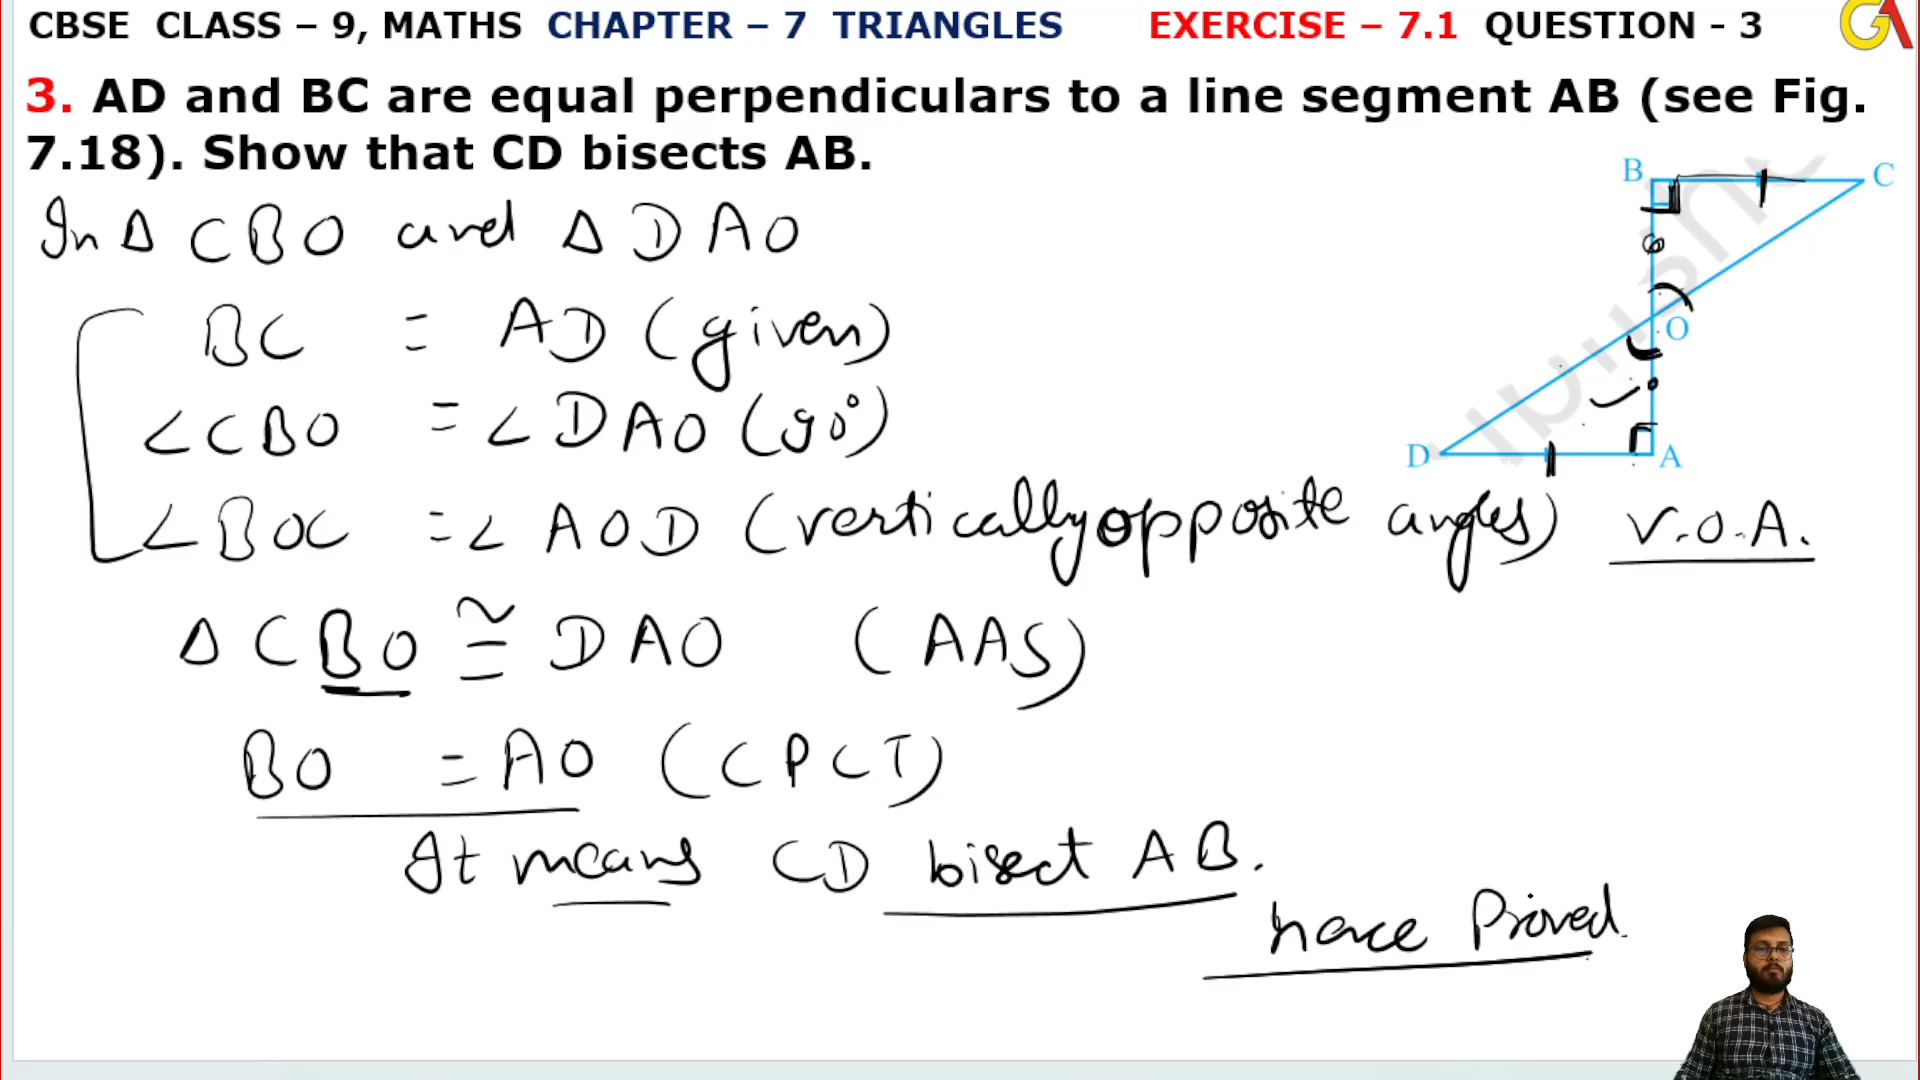 CBSE CLASS – 9, MATHS CHAPTER – 7 TRIANGLES EXERCISE – 7.1 QUESTION - 3
GA
3. AD and BC are equal perpendiculars to a line segment AB (see Fig.
7.18). Show that CD bisects AB.
B C
O
D A
In Δ CBO and Δ DAO
BC = AD (given)
∠CBO = ∠DAO (90°)
∠BOC = ∠AOD (vertically opposite angles) V.O.A.
Δ CBO ≅ DAO (AAS)
BO = AO (CPCT)
It means CD bisect AB.
hence Proved.